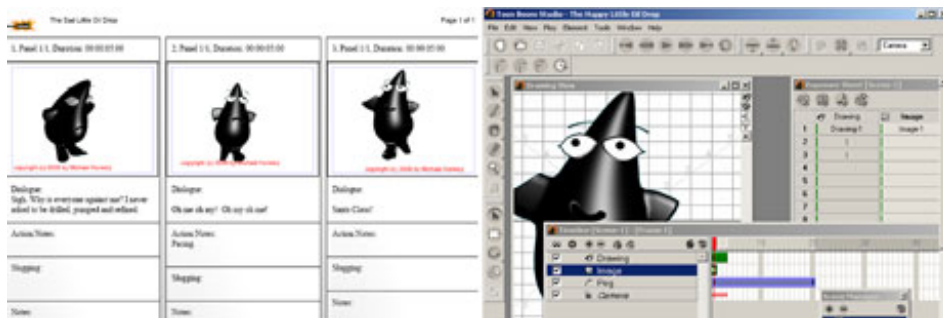 The Sad Little Oil Drop
Page 1 of 1
1. Panel 1/1, Duration: 00:00:05:00
2. Panel 1/1, Duration: 00:00:05:00
3. Panel 1/1, Duration: 00:00:05:00
Dialogue:
Sigh. Why is everyone against me? I never
asked to be drilled, pumped and refined.
Action Notes:
Slugging:
Notes:
Dialogue:
Oh me oh my! Oh my oh me!
Action Notes:
Pacing.
Slugging:
Notes:
Dialogue:
Santa Claus!
Action Notes:
Slugging:
Notes:
Toon Boom Studio - The Happy Little Oil Drop
File Edit View Play Element Tools Window Help
Camera
Drawing View
Exposure Sheet [Scene-1]
Drawing Image
1 Drawing-1 Image-1
2
3
4
5
6
7
8
Timeline [Scene-1] - [Frame 1]
Drawing
Image
Peg
Camera